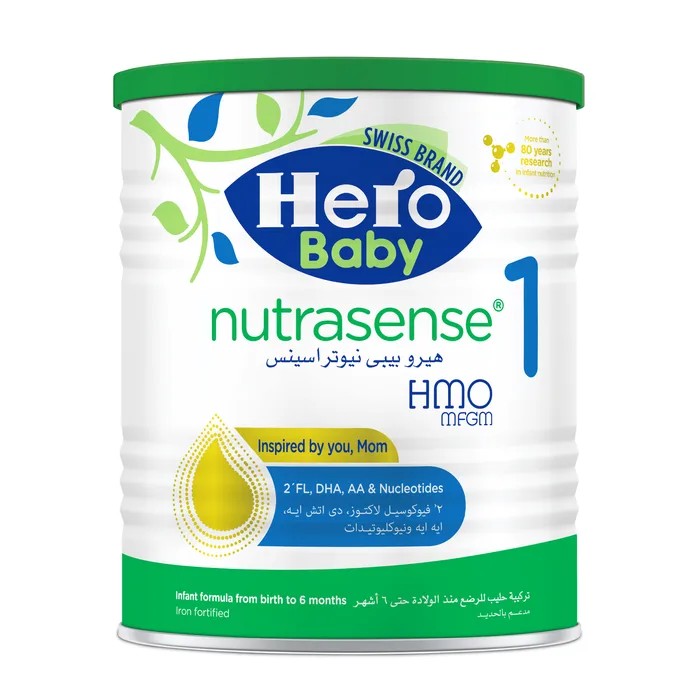 SWISS BRAND
Hero
Baby
More than
80 years
research
in infant nutrition
nutrasense®
1
هيرو بيبي نيوتراسينس
HMO
MFGM
Inspired by you, Mom
2´FL, DHA, AA & Nucleotides
٢´ فيوكوسيل لاكتوز، دي اتش ايه،
ايه ايه ونيوكليوتيدات
Infant formula from birth to 6 months
Iron fortified
تركيبة حليب للرضع منذ الولادة حتى ٦ أشهر
مدعم بالحديد